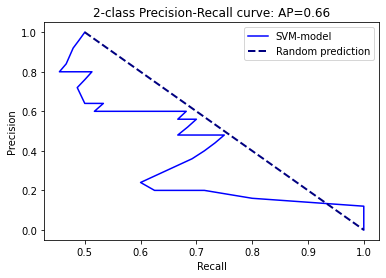 2-class Precision-Recall curve: AP=0.66
SVM-model
Random prediction
Precision
1.0
0.8
0.6
0.4
0.2
0.0
0.5 0.6 0.7 0.8 0.9 1.0
Recall